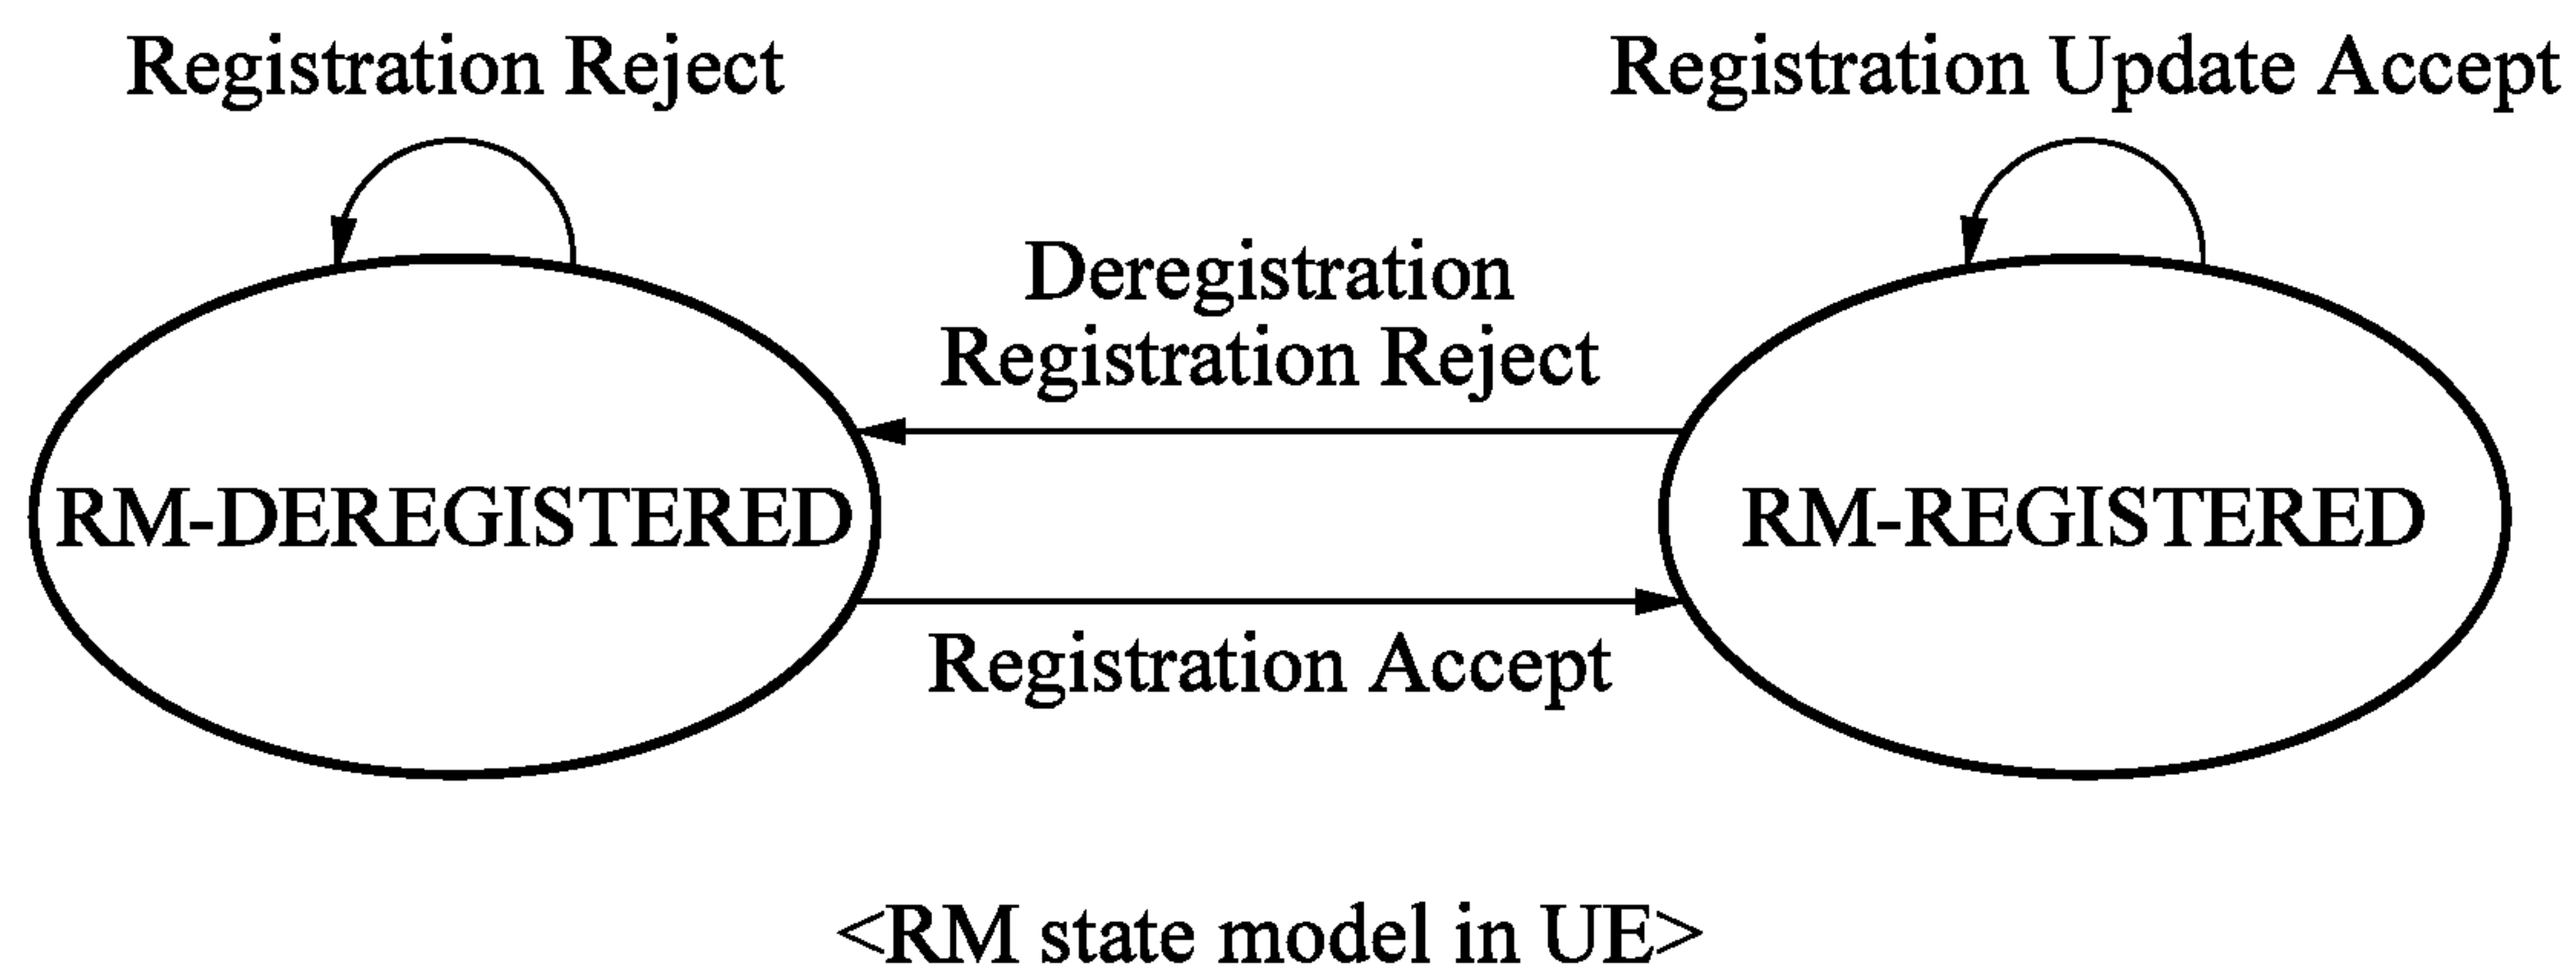 Registration Reject
Registration Update Accept
Deregistration
Registration Reject
RM-DEREGISTERED
RM-REGISTERED
Registration Accept
<RM state model in UE>